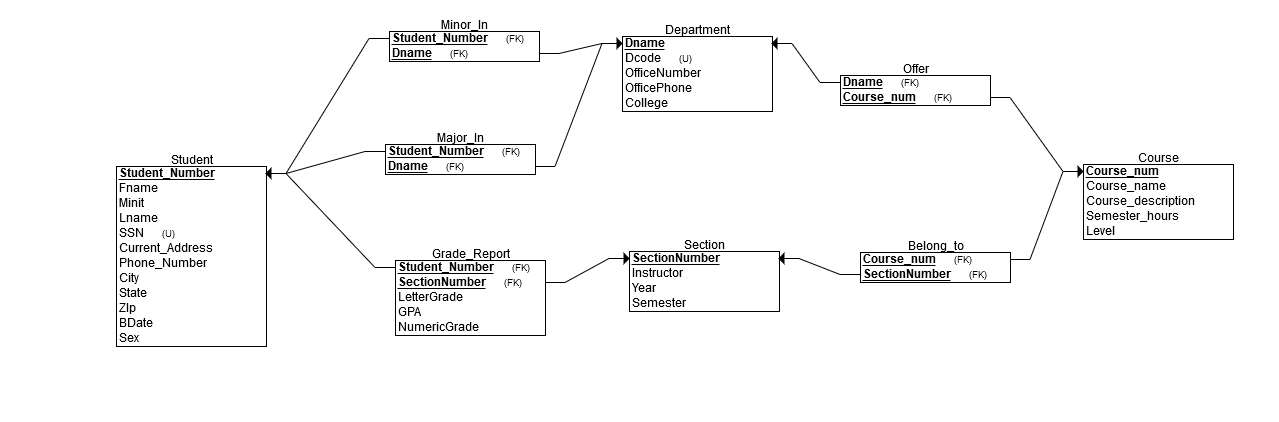 Minor_In
Student_Number (FK)
Dname (FK)
Department
Dname
Dcode (U)
OfficeNumber
OfficePhone
College
Offer
Dname (FK)
Course_num (FK)
Major_In
Student_Number (FK)
Dname (FK)
Student
Student_Number
Fname
Minit
Lname
SSN (U)
Current_Address
Phone_Number
City
State
ZIp
BDate
Sex
Course
Course_num
Course_name
Course_description
Semester_hours
Level
Grade_Report
Student_Number (FK)
SectionNumber (FK)
LetterGrade
GPA
NumericGrade
Section
SectionNumber
Instructor
Year
Semester
Belong_to
Course_num (FK)
SectionNumber (FK)